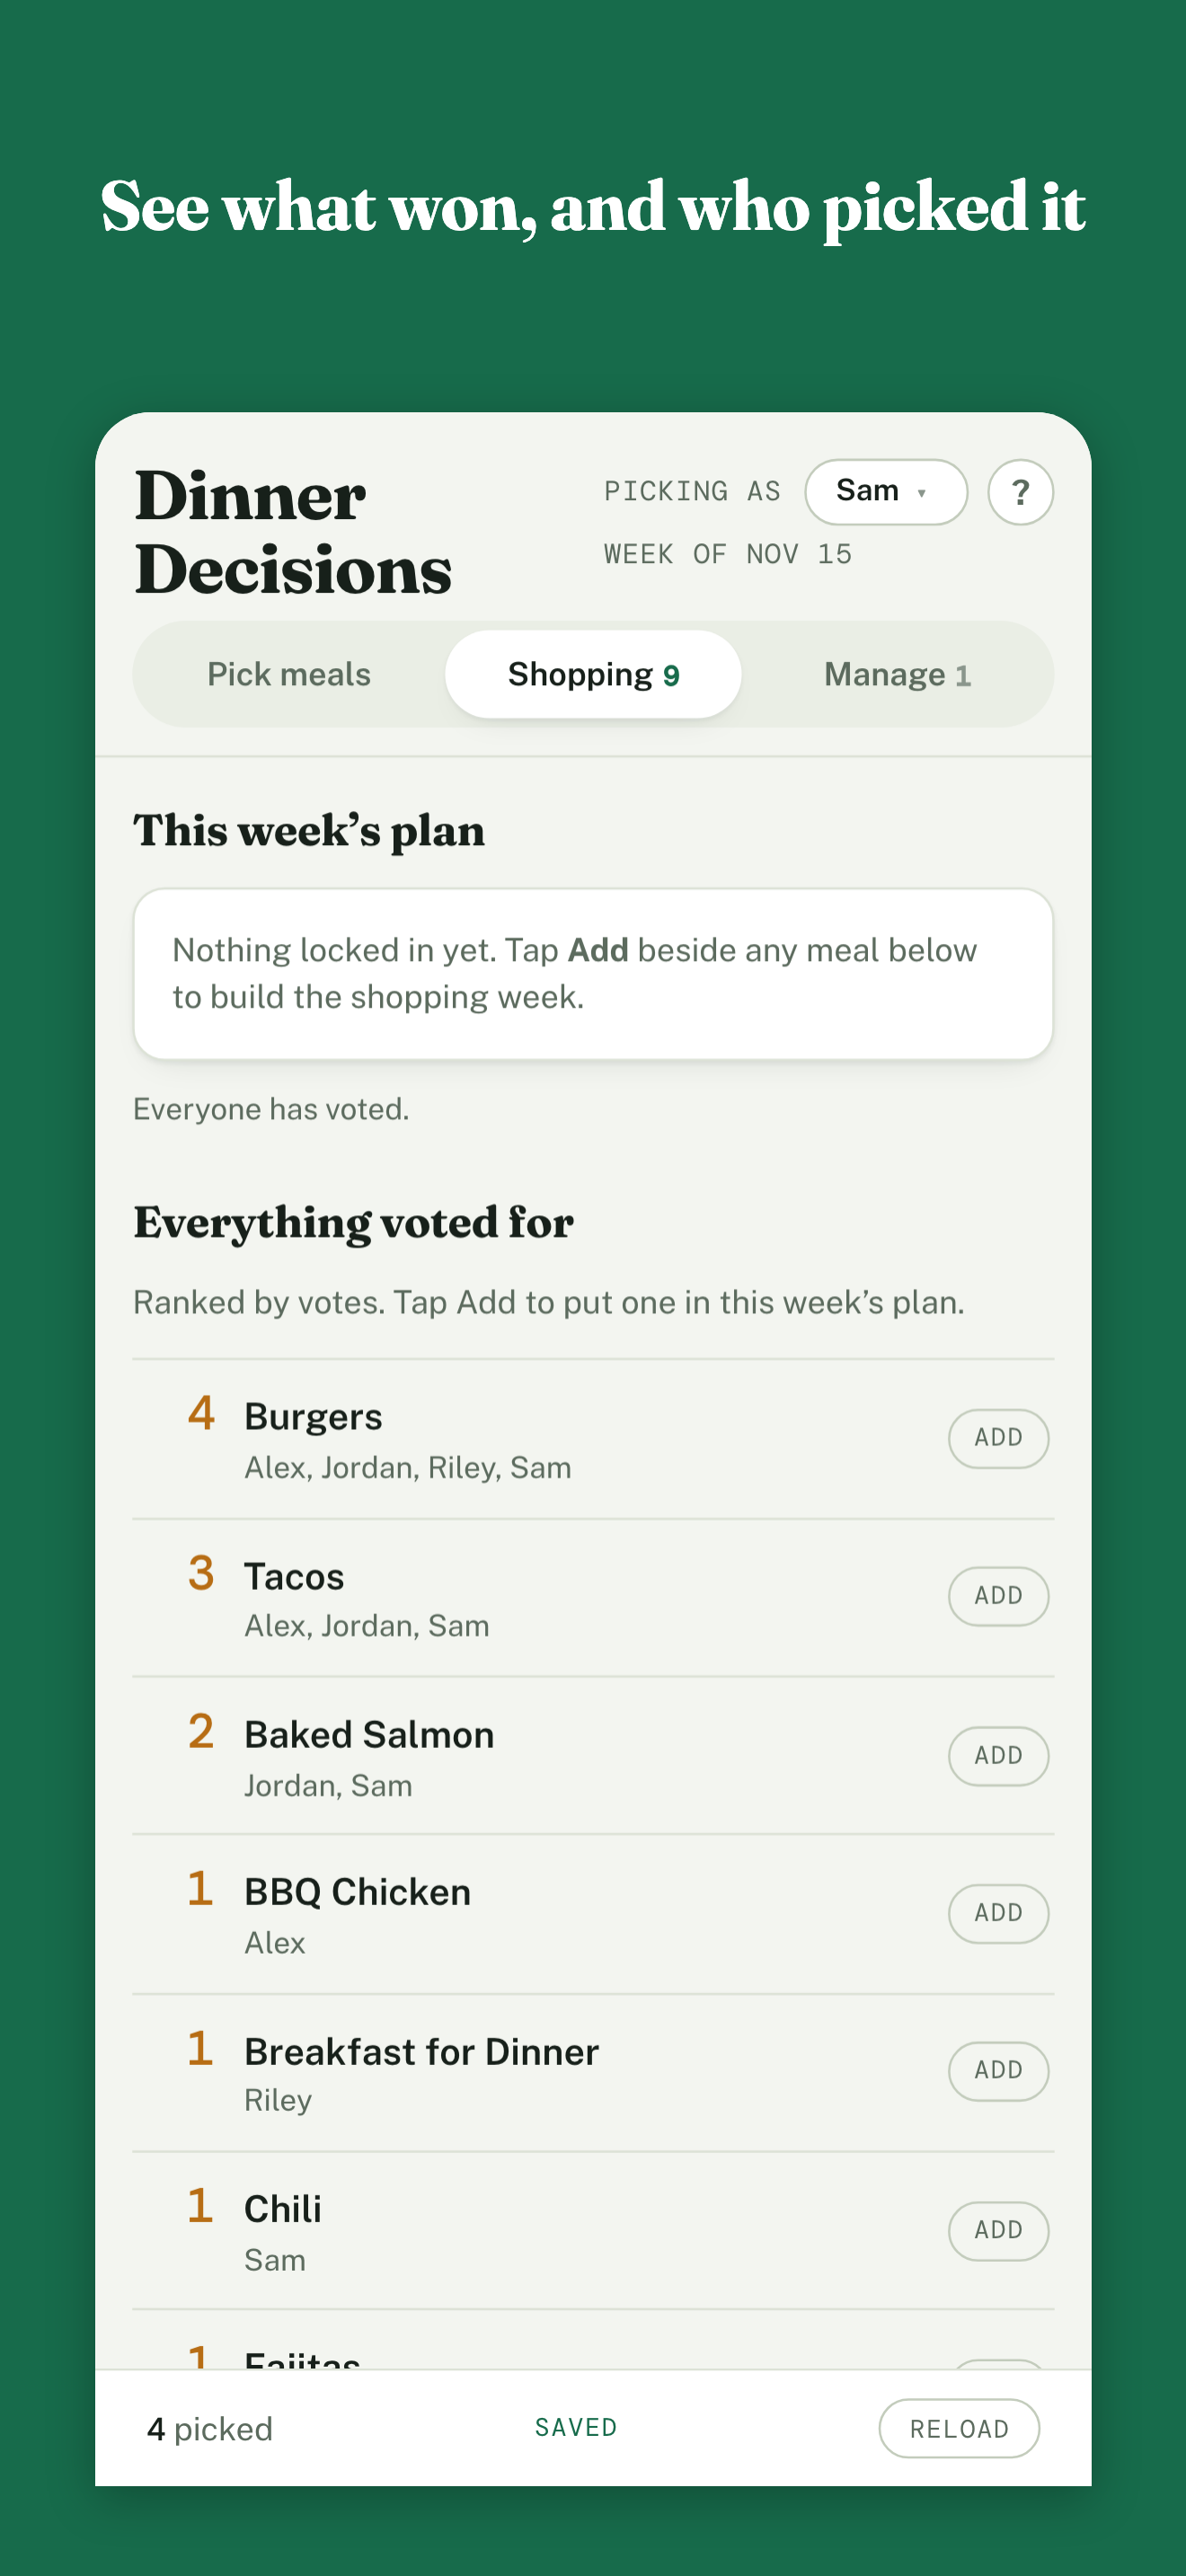 See what won, and who picked it
Dinner
Decisions
PICKING AS
Sam ▾
?
WEEK OF NOV 15
Pick meals
Shopping 9
Manage 1
This week’s plan
Nothing locked in yet. Tap Add beside any meal below
to build the shopping week.
Everyone has voted.
Everything voted for
Ranked by votes. Tap Add to put one in this week’s plan.
4 Burgers
ADD
Alex, Jordan, Riley, Sam
3 Tacos
ADD
Alex, Jordan, Sam
2 Baked Salmon
ADD
Jordan, Sam
1 BBQ Chicken
ADD
Alex
1 Breakfast for Dinner
ADD
Riley
1 Chili
ADD
Sam
1 Fajitas
4 picked
SAVED
RELOAD